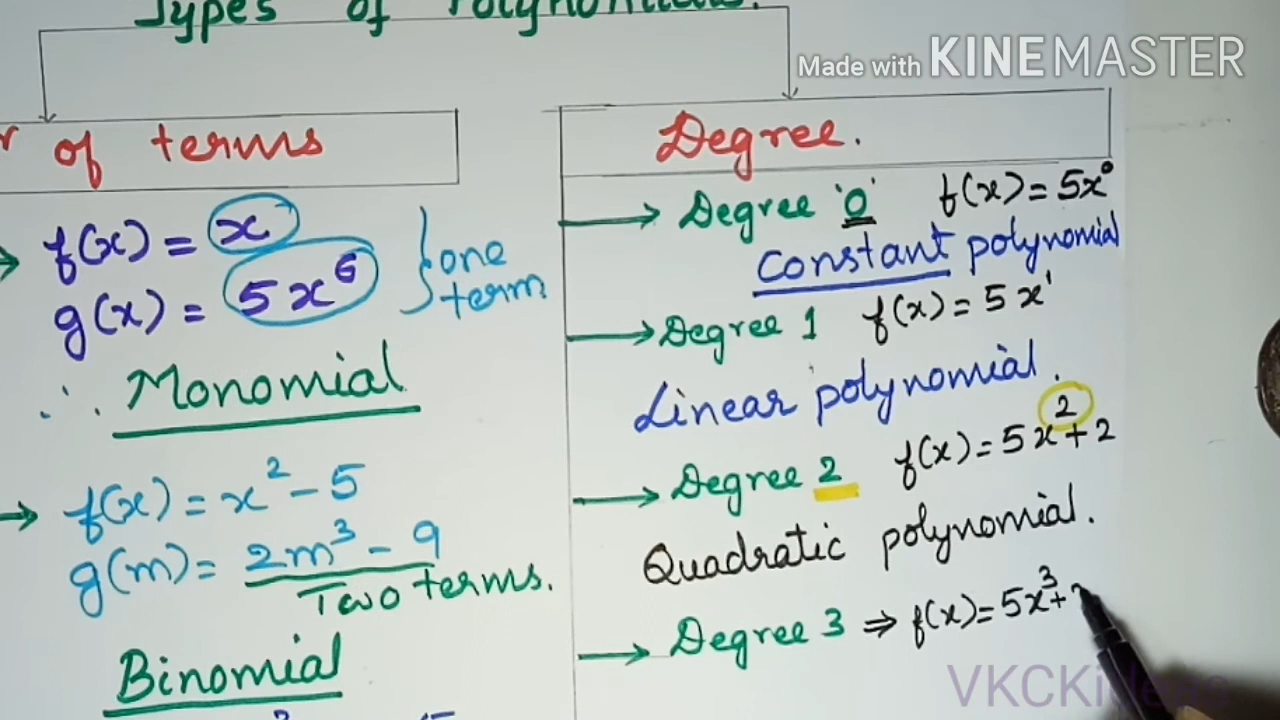 Types of Polynomials.
Made with KINEMASTER
of terms
f(x) = x
g(x) = 5x⁶
one term
∴ Monomial
f(x) = x² - 5
g(m) = 2m³ - 9
Two terms.
Binomial
Degree.
Degree '0' f(x) = 5x⁰
Constant polynomial
Degree 1 f(x) = 5x¹
Linear polynomial.
Degree 2 f(x) = 5x² + 2
Quadratic polynomial.
Degree 3 ⇒ f(x) = 5x³ +